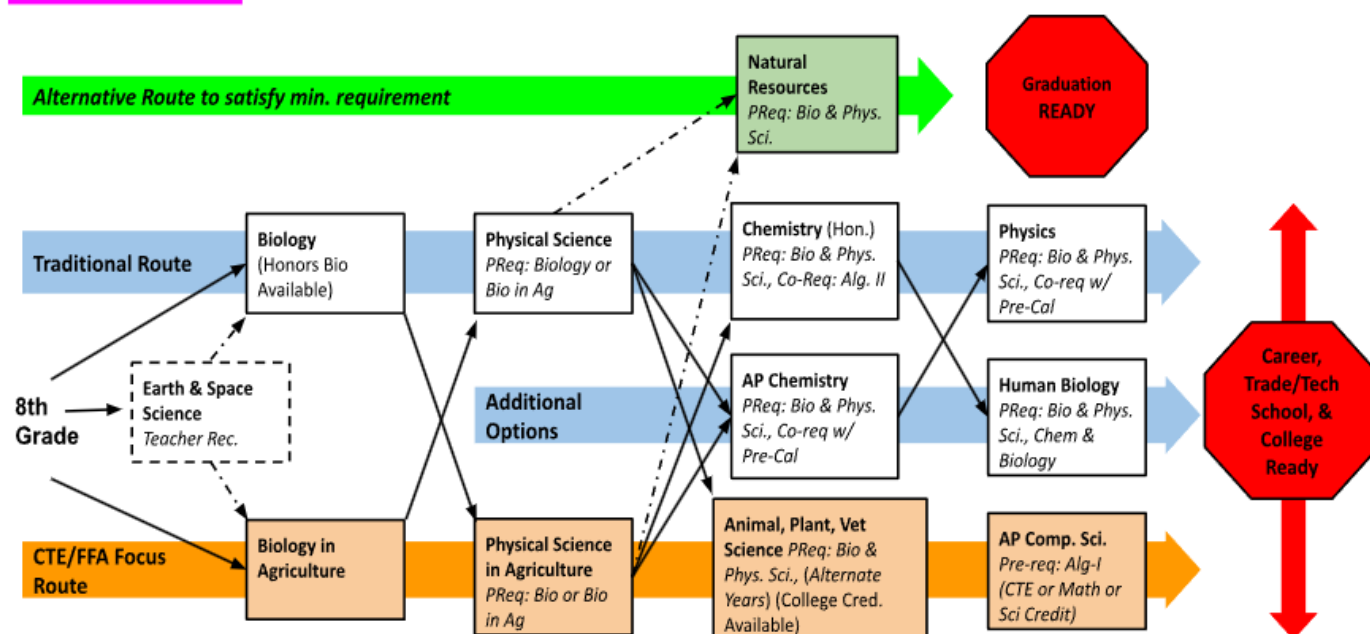 Alternative Route to satisfy min. requirement
Natural
Resources
PReq: Bio & Phys.
Sci.
Graduation
READY
Traditional Route
Biology
(Honors Bio
Available)
Physical Science
PReq: Biology or
Bio in Ag
Chemistry (Hon.)
PReq: Bio & Phys.
Sci., Co-Req: Alg. II
Physics
PReq: Bio & Phys.
Sci., Co-req w/
Pre-Cal
8th
Grade
Earth & Space
Science
Teacher Rec.
Additional
Options
AP Chemistry
PReq: Bio & Phys.
Sci., Co-req w/
Pre-Cal
Human Biology
PReq: Bio & Phys.
Sci., Chem &
Biology
Career,
Trade/Tech
School, &
College
Ready
CTE/FFA Focus
Route
Biology in
Agriculture
Physical Science
in Agriculture
PReq: Bio or Bio
in Ag
Animal, Plant, Vet
Science PReq: Bio &
Phys. Sci., (Alternate
Years) (College Cred.
Available)
AP Comp. Sci.
Pre-req: Alg-I
(CTE or Math or
Sci Credit)